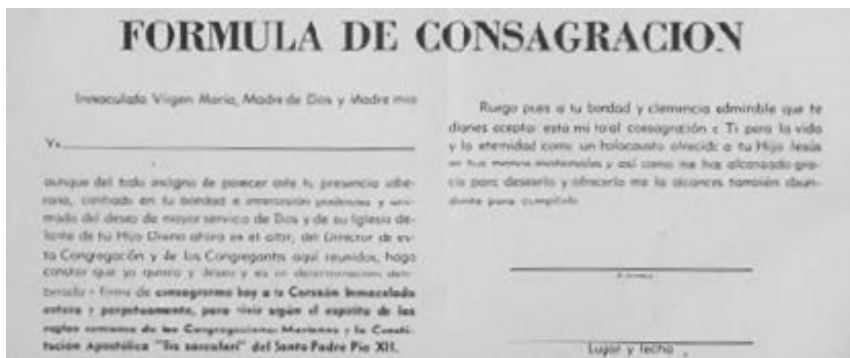 FORMULA DE CONSAGRACION
Inmaculada Virgen María, Madre de Dios y Madre mía
Yo
aunque del todo indigno de parecer ante tu presencia sobe-
rana, confiado en tu bondad e intercesión poderosa y ani-
mado del deseo de mayor servicio de Dios y de su Iglesia de-
lante de tu Hijo Divino ahora en el altar, del Director de es-
ta Congregación y de los Congregantes aquí reunidos, hago
constar que yo quiero y deseo y es mi determinación deli-
berada y firme de consagrarme hoy a tu Corazón Inmaculado
entera y perpetuamente, para vivir según el espíritu de las
reglas comunes de las Congregaciones Marianas y la Consti-
tución Apostólica "Bis saeculari" del Santo Padre Pío XII.
Ruego pues a tu bondad y clemencia admirable que te
dignes aceptar esta mi total consagración a Ti para la vida
y la eternidad como un holocausto ofrecido a tu Hijo Jesús
en tus manos maternales y así como me has alcanzado gra-
cia para desearlo y ofrecerlo me la alcances también abun-
dante para cumplirlo
Lugar y fecha